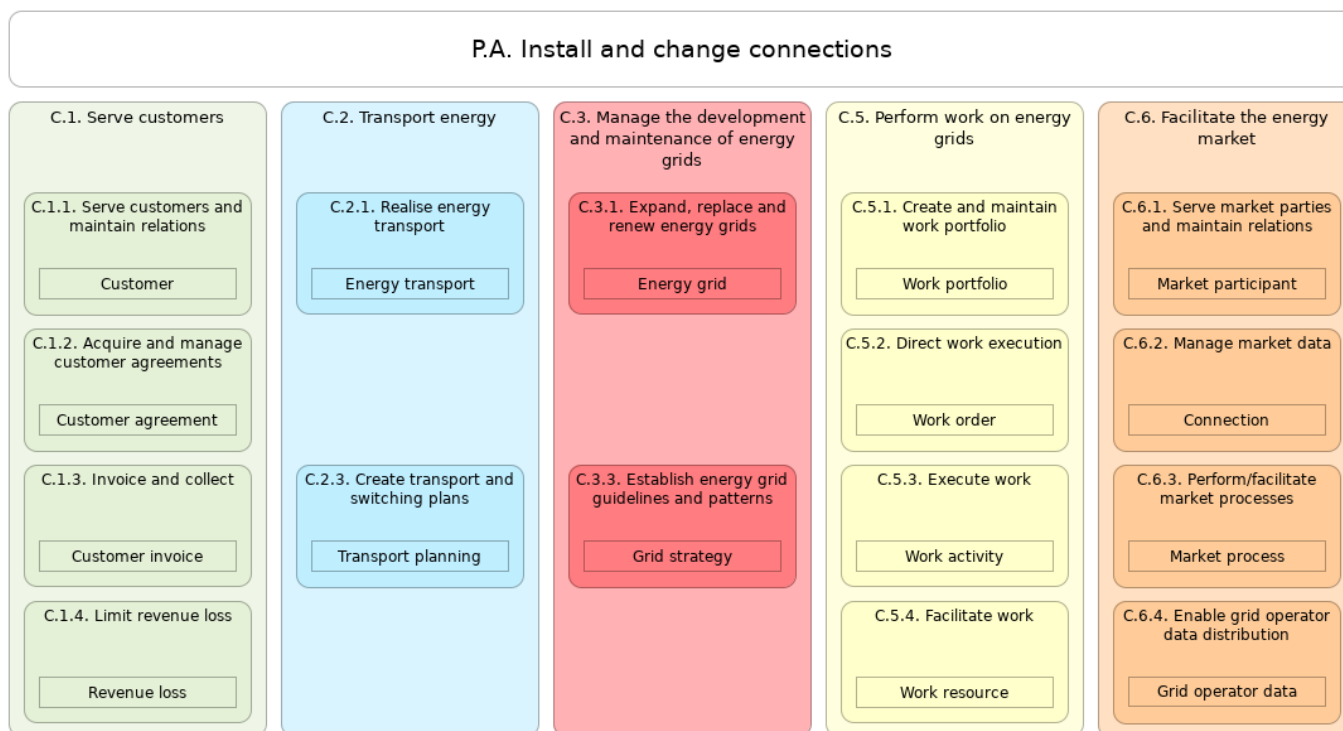 P.A. Install and change connections
C.1. Serve customers
C.1.1. Serve customers and
maintain relations
Customer
C.1.2. Acquire and manage
customer agreements
Customer agreement
C.1.3. Invoice and collect
Customer invoice
C.1.4. Limit revenue loss
Revenue loss
C.2. Transport energy
C.2.1. Realise energy
transport
Energy transport
C.2.3. Create transport and
switching plans
Transport planning
C.3. Manage the development
and maintenance of energy
grids
C.3.1. Expand, replace and
renew energy grids
Energy grid
C.3.3. Establish energy grid
guidelines and patterns
Grid strategy
C.5. Perform work on energy
grids
C.5.1. Create and maintain
work portfolio
Work portfolio
C.5.2. Direct work execution
Work order
C.5.3. Execute work
Work activity
C.5.4. Facilitate work
Work resource
C.6. Facilitate the energy
market
C.6.1. Serve market parties
and maintain relations
Market participant
C.6.2. Manage market data
Connection
C.6.3. Perform/facilitate
market processes
Market process
C.6.4. Enable grid operator
data distribution
Grid operator data